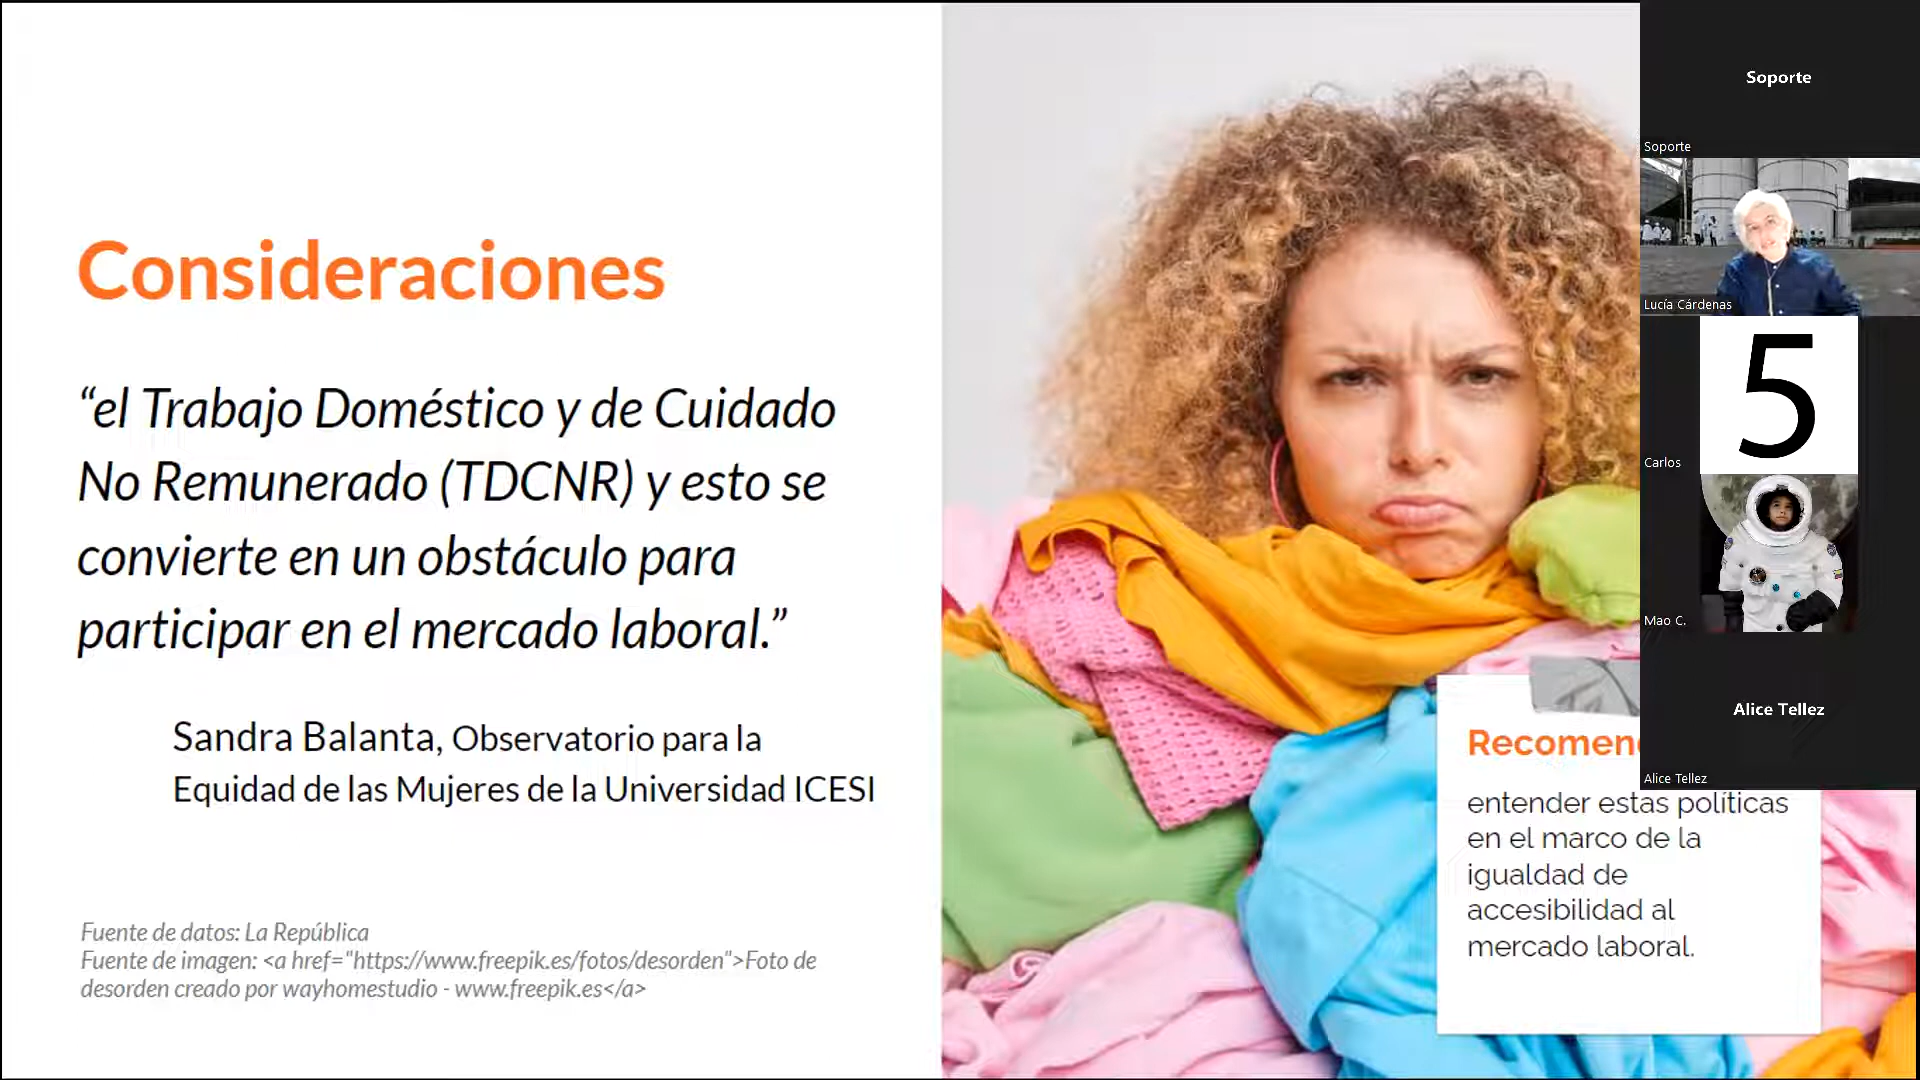 Consideraciones
“el Trabajo Doméstico y de Cuidado
No Remunerado (TDCNR) y esto se
convierte en un obstáculo para
participar en el mercado laboral.”
Sandra Balanta, Observatorio para la
Equidad de las Mujeres de la Universidad ICESI
Fuente de datos: La República
Fuente de imagen: <a href="https://www.freepik.es/fotos/desorden">Foto de
desorden creado por wayhomestudio - www.freepik.es</a>
entender estas políticas
en el marco de la
igualdad de
accesibilidad al
mercado laboral.
Soporte
Soporte
Lucía Cárdenas
5
Carlos
Mao C.
Alice Tellez
Alice Tellez